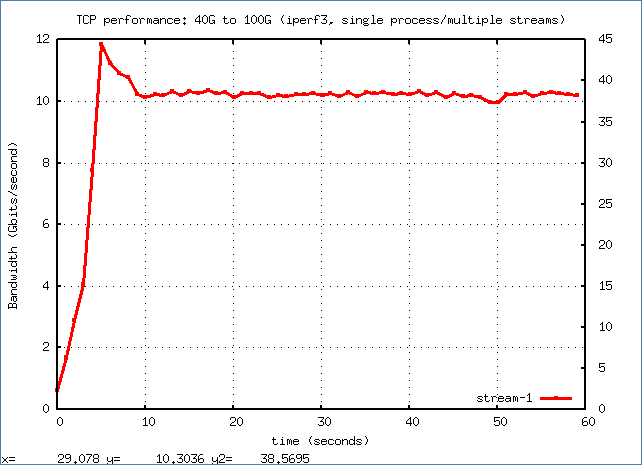 TCP performance: 40G to 100G (iperf3, single process/multiple streams)
12
10
8
6
4
2
0
Bandwidth (Gbits/second)
45
40
35
30
25
20
15
10
5
0
stream-1
0 10 20 30 40 50 60
time (seconds)
x= 29.078 y= 10.3036 y2= 38.5695